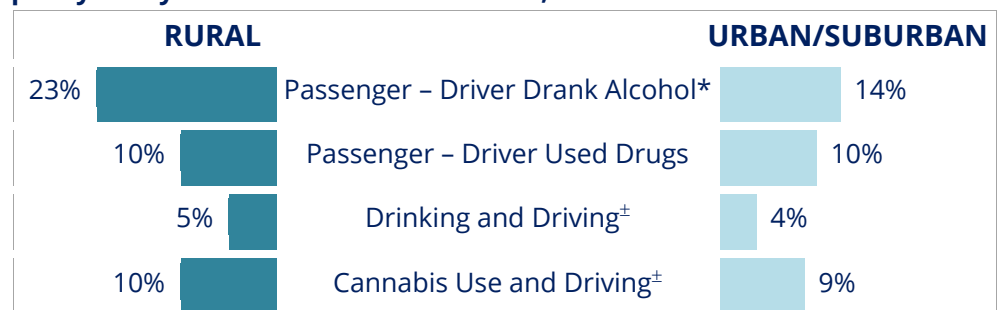 RURAL URBAN/SUBURBAN
23% Passenger – Driver Drank Alcohol* 14%
10% Passenger – Driver Used Drugs 10%
5% Drinking and Driving± 4%
10% Cannabis Use and Driving± 9%